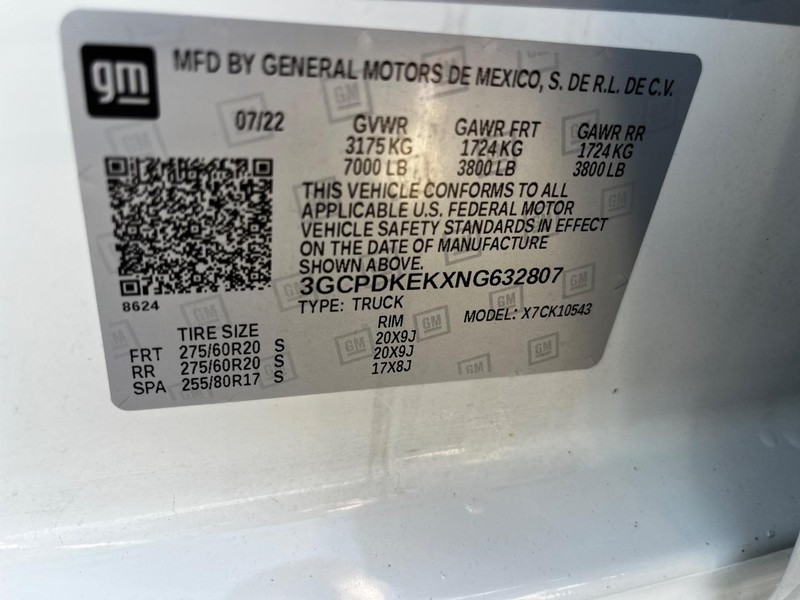 gm
MFD BY GENERAL MOTORS DE MEXICO, S. DE R.L. DE C.V.
07/22 GVWR GAWR FRT GAWR RR
3175 KG 1724 KG 1724 KG
7000 LB 3800 LB 3800 LB
THIS VEHICLE CONFORMS TO ALL
APPLICABLE U.S. FEDERAL MOTOR
VEHICLE SAFETY STANDARDS IN EFFECT
ON THE DATE OF MANUFACTURE
SHOWN ABOVE.
3GCPDKEKXNG632807
8624
TYPE: TRUCK MODEL: X7CK10543
TIRE SIZE RIM
FRT 275/60R20 S 20X9J
RR 275/60R20 S 20X9J
SPA 255/80R17 S 17X8J